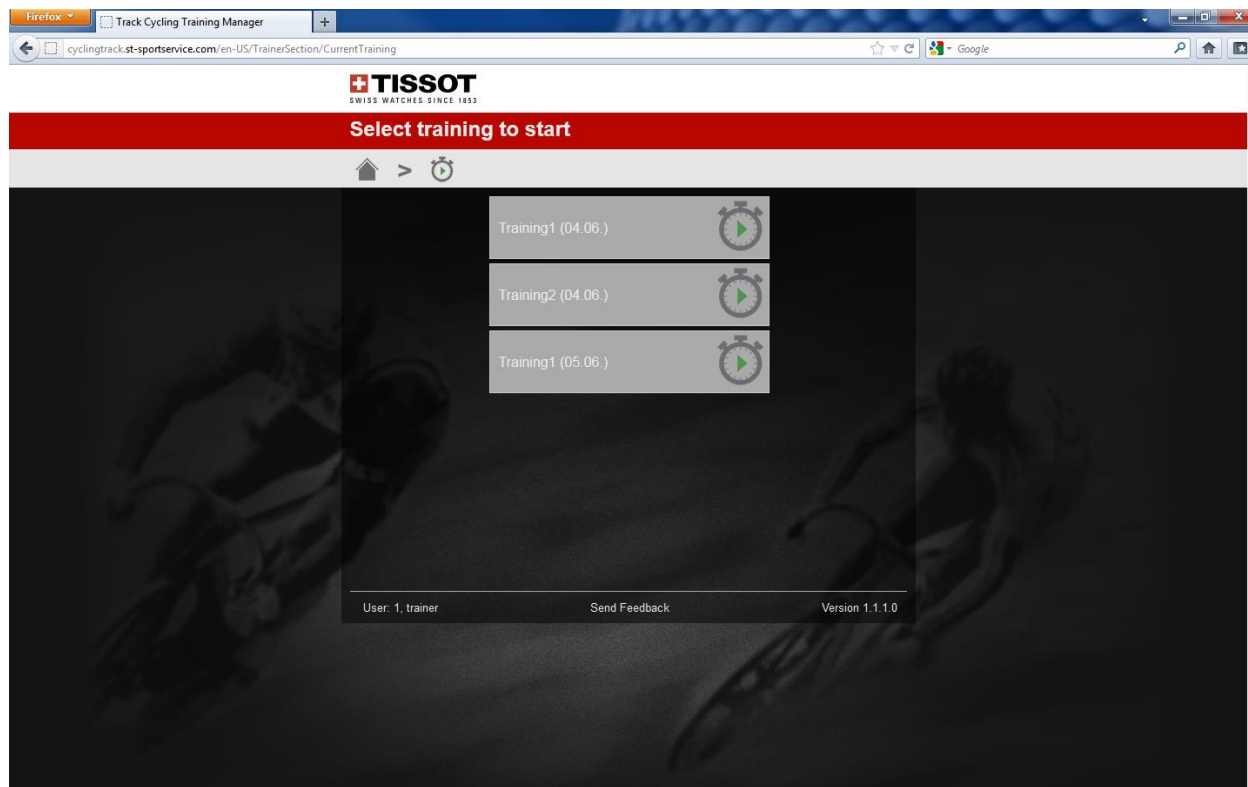 Firefox
Track Cycling Training Manager
cyclingtrack.st-sportservice.com/en-US/TrainerSection/CurrentTraining
Google
TISSOT
SWISS WATCHES SINCE 1853
Select training to start
>
Training1 (04.06.)
Training2 (04.06.)
Training1 (05.06.)
User: 1, trainer
Send Feedback
Version 1.1.1.0